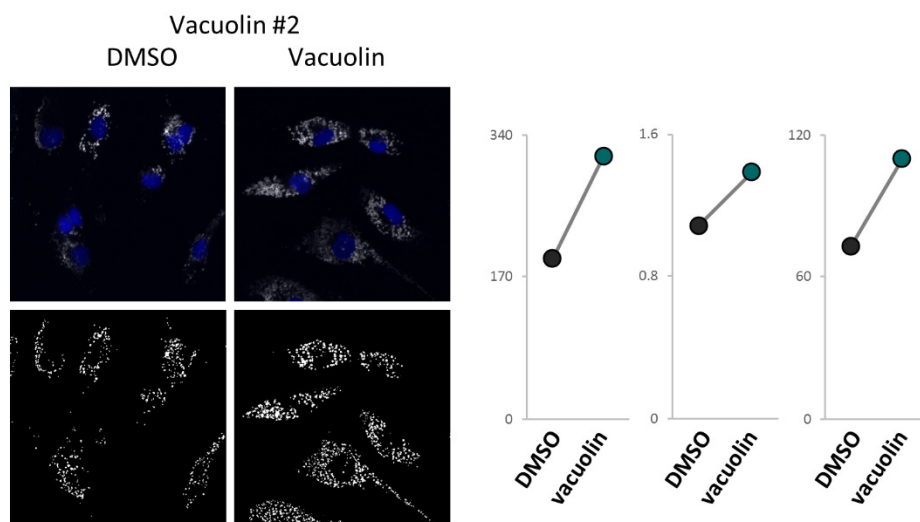 Vacuolin #2
DMSO Vacuolin
340
170
0
DMSO
vacuolin
1.6
0.8
0
DMSO
vacuolin
120
60
0
DMSO
vacuolin